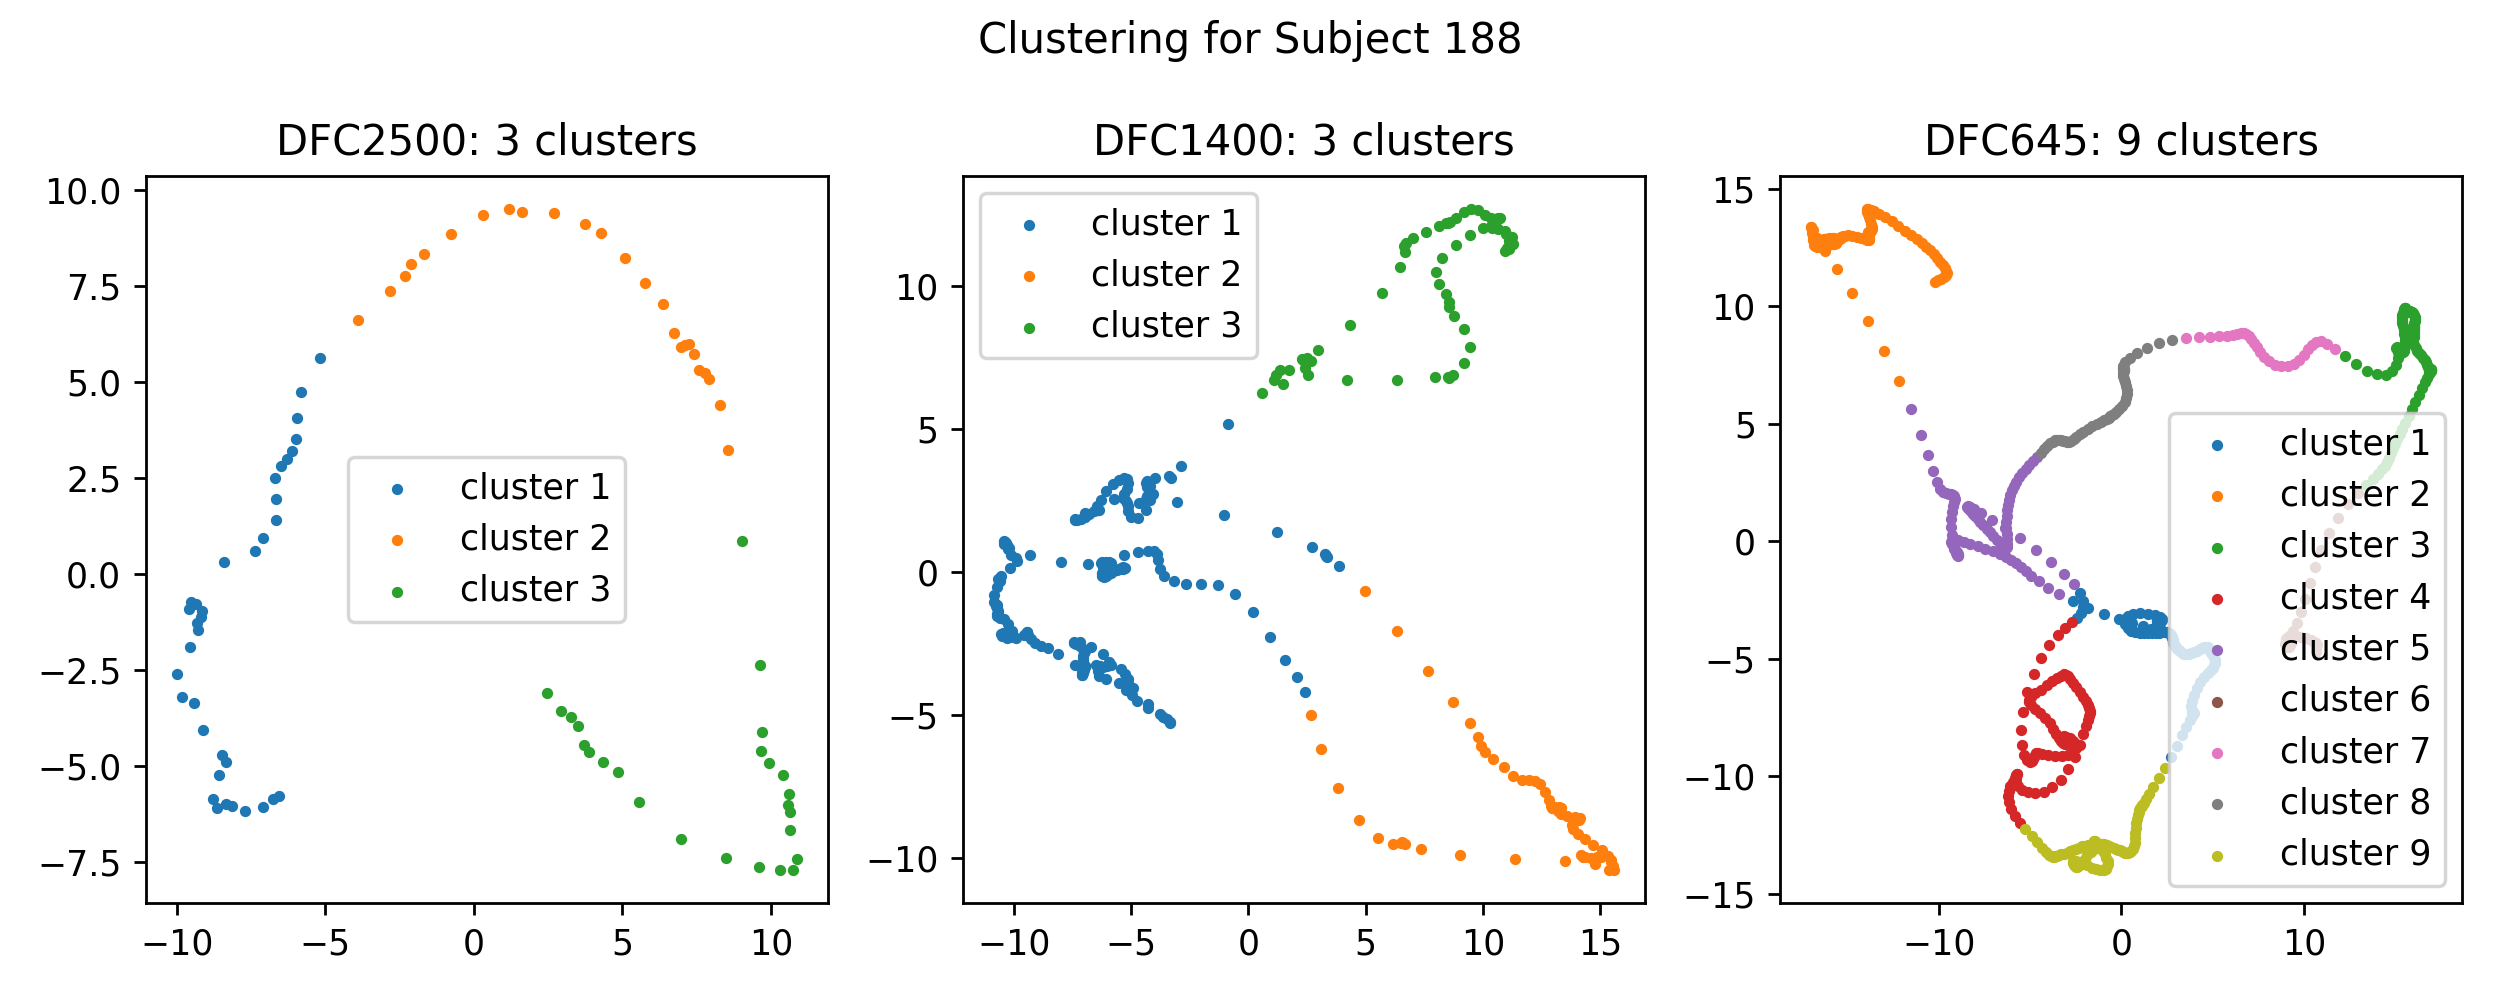 Clustering for Subject 188
DFC2500: 3 clusters
10.0
7.5
5.0
2.5
0.0
−2.5
−5.0
−7.5
−10
−5
0
5
10
cluster 1
cluster 2
cluster 3
DFC1400: 3 clusters
10
5
0
−5
−10
−10
−5
0
5
10
15
cluster 1
cluster 2
cluster 3
DFC645: 9 clusters
15
10
5
0
−5
−10
−15
−10
0
10
cluster 1
cluster 2
cluster 3
cluster 4
cluster 5
cluster 6
cluster 7
cluster 8
cluster 9